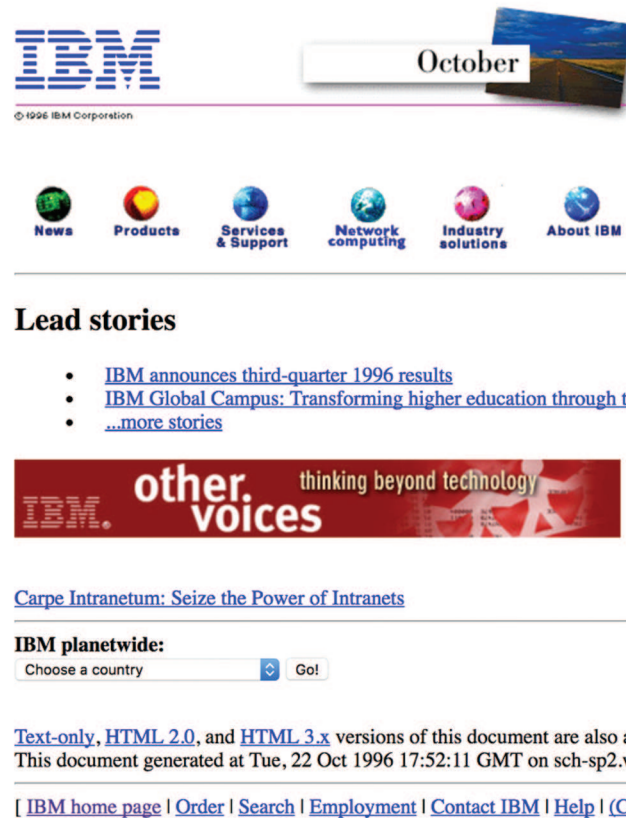 IBM
October
© 1996 IBM Corporation
News Products Services & Support Network computing Industry solutions About IBM
Lead stories
• IBM announces third-quarter 1996 results
• IBM Global Campus: Transforming higher education through
• ...more stories
IBM. other. voices thinking beyond technology
Carpe Intranetum: Seize the Power of Intranets
IBM planetwide:
Choose a country Go!
Text-only, HTML 2.0, and HTML 3.x versions of this document are also
This document generated at Tue, 22 Oct 1996 17:52:11 GMT on sch-sp2.
[ IBM home page | Order | Search | Employment | Contact IBM | Help | (C